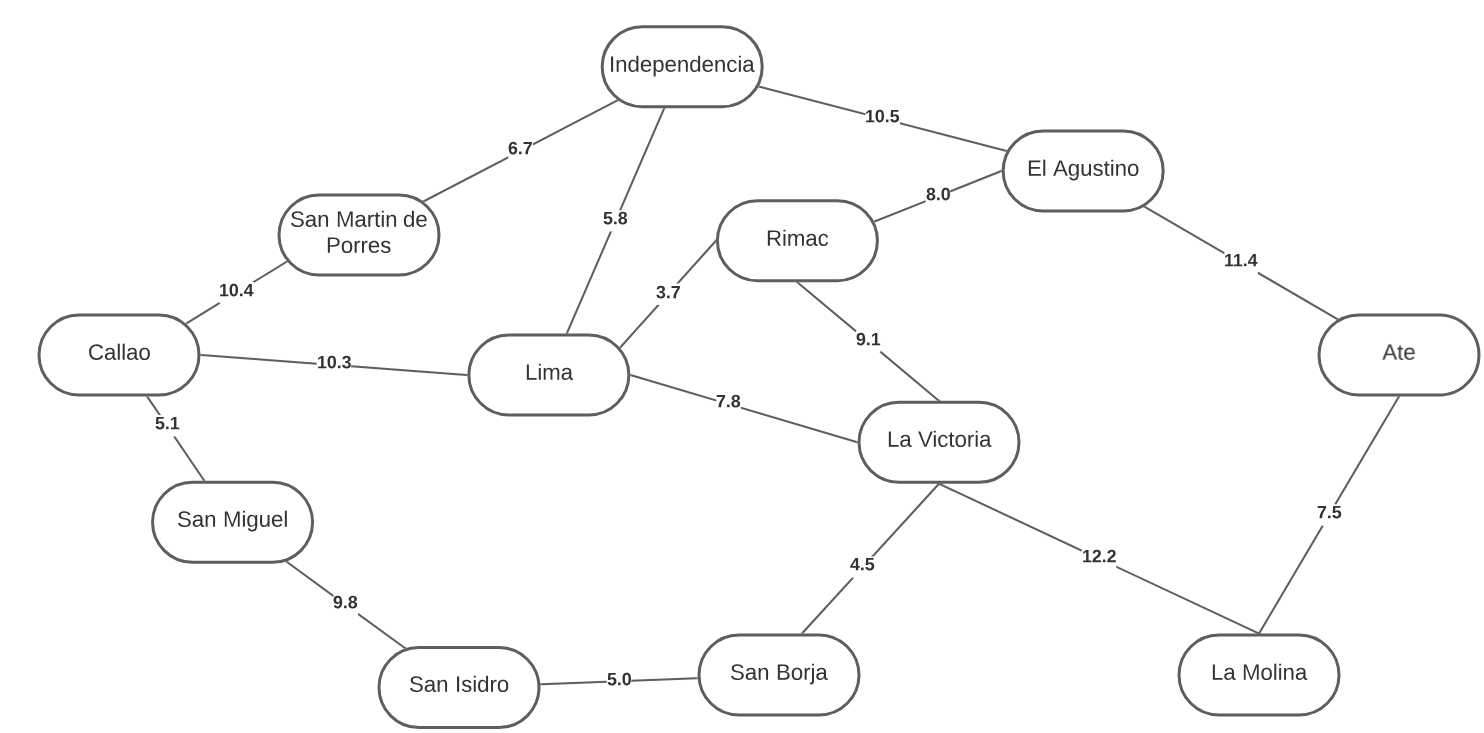 Independencia
10.5
6.7
El Agustino
8.0
San Martin de
Porres
5.8
Rimac
11.4
10.4
3.7
9.1
Callao
10.3
Lima
Ate
7.8
5.1
La Victoria
San Miguel
7.5
12.2
4.5
9.8
San Isidro
5.0
San Borja
La Molina